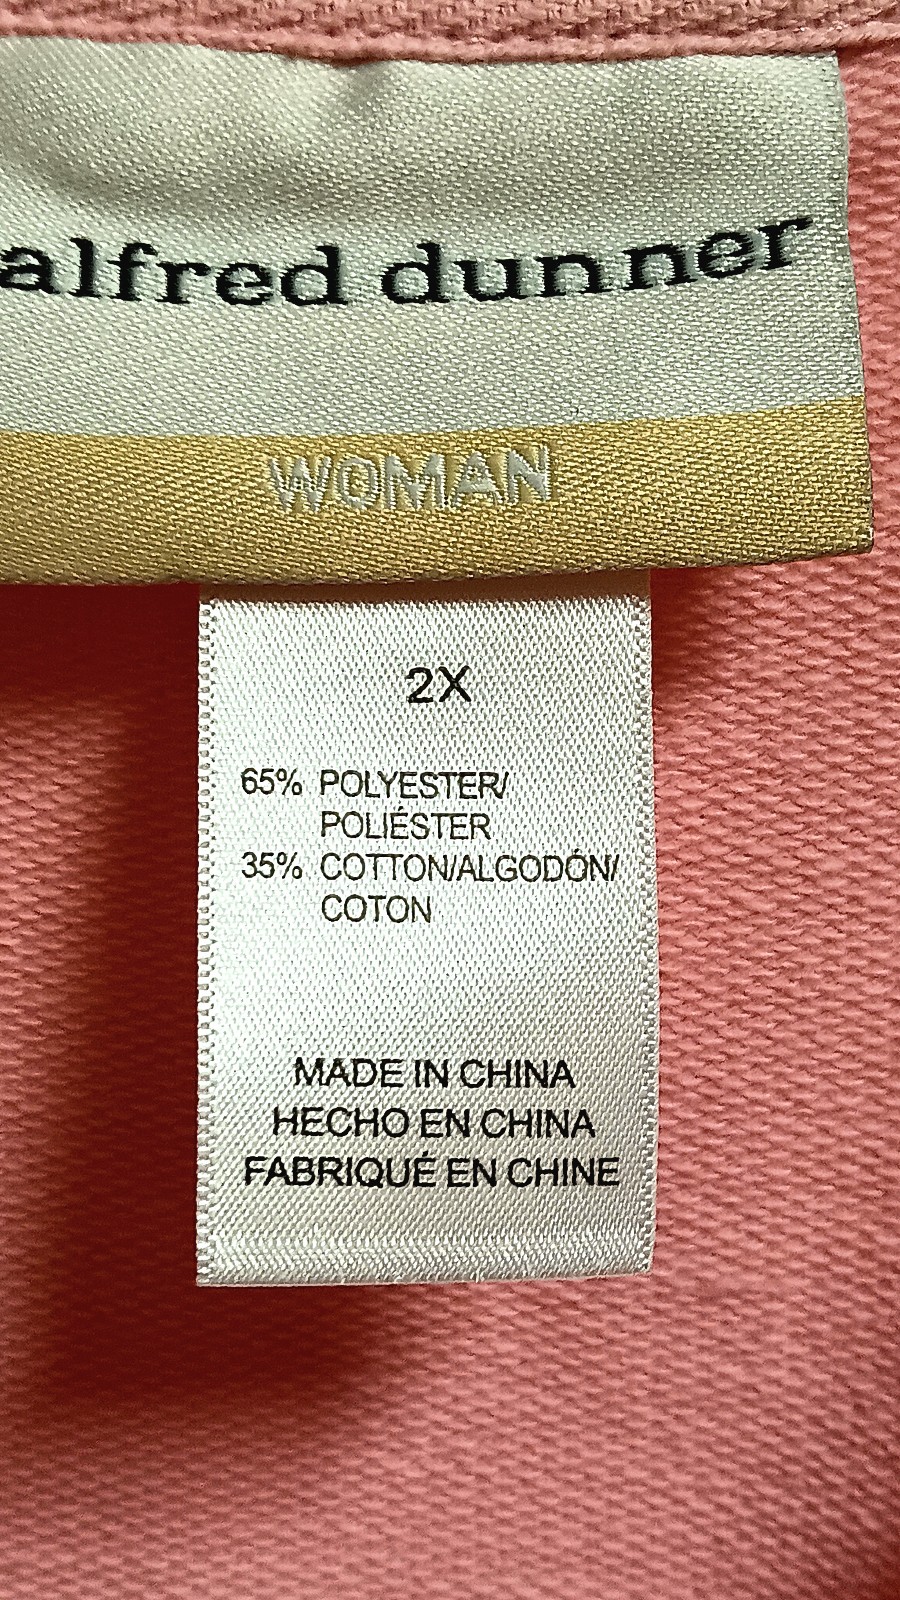 alfred dunner
WOMAN
2X
65% POLYESTER/
POLIÉSTER
35% COTTON/ALGODÓN/
COTON
MADE IN CHINA
HECHO EN CHINA
FABRIQUÉ EN CHINE